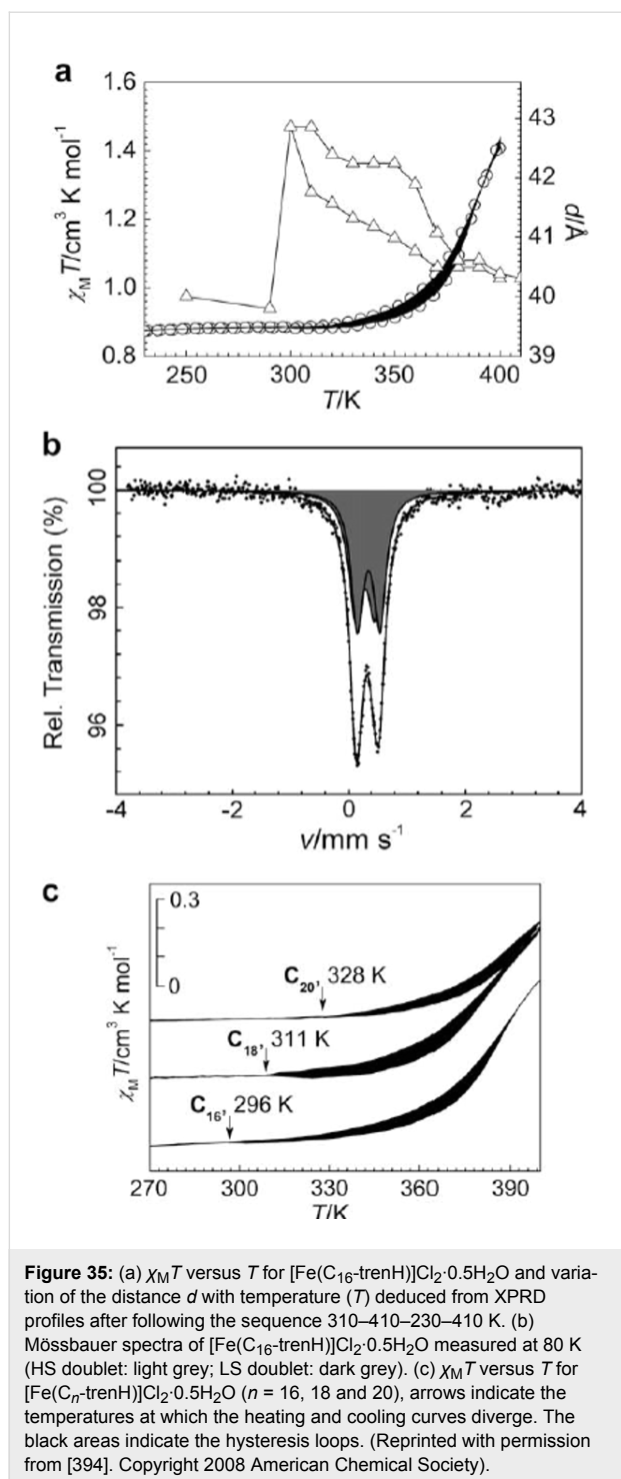 a
1.6
1.4
1.2
1.0
0.8
χMT/cm³ K mol⁻¹
43
42
41
40
39
d/Å
250 300 350 400
T/K
b
100
98
96
Rel. Transmission (%)
-4 -2 0 2 4
v/mm s⁻¹
c
0.3
0
χMT/cm³ K mol⁻¹
C₂₀, 328 K
C₁₈, 311 K
C₁₆, 296 K
270 300 330 360 390
T/K
Figure 35: (a) χMT versus T for [Fe(C₁₆-trenH)]Cl₂·0.5H₂O and varia-
tion of the distance d with temperature (T) deduced from XPRD
profiles after following the sequence 310–410–230–410 K. (b)
Mössbauer spectra of [Fe(C₁₆-trenH)]Cl₂·0.5H₂O measured at 80 K
(HS doublet: light grey; LS doublet: dark grey). (c) χMT versus T for
[Fe(Cₙ-trenH)]Cl₂·0.5H₂O (n = 16, 18 and 20), arrows indicate the
temperatures at which the heating and cooling curves diverge. The
black areas indicate the hysteresis loops. (Reprinted with permission
from [394]. Copyright 2008 American Chemical Society).